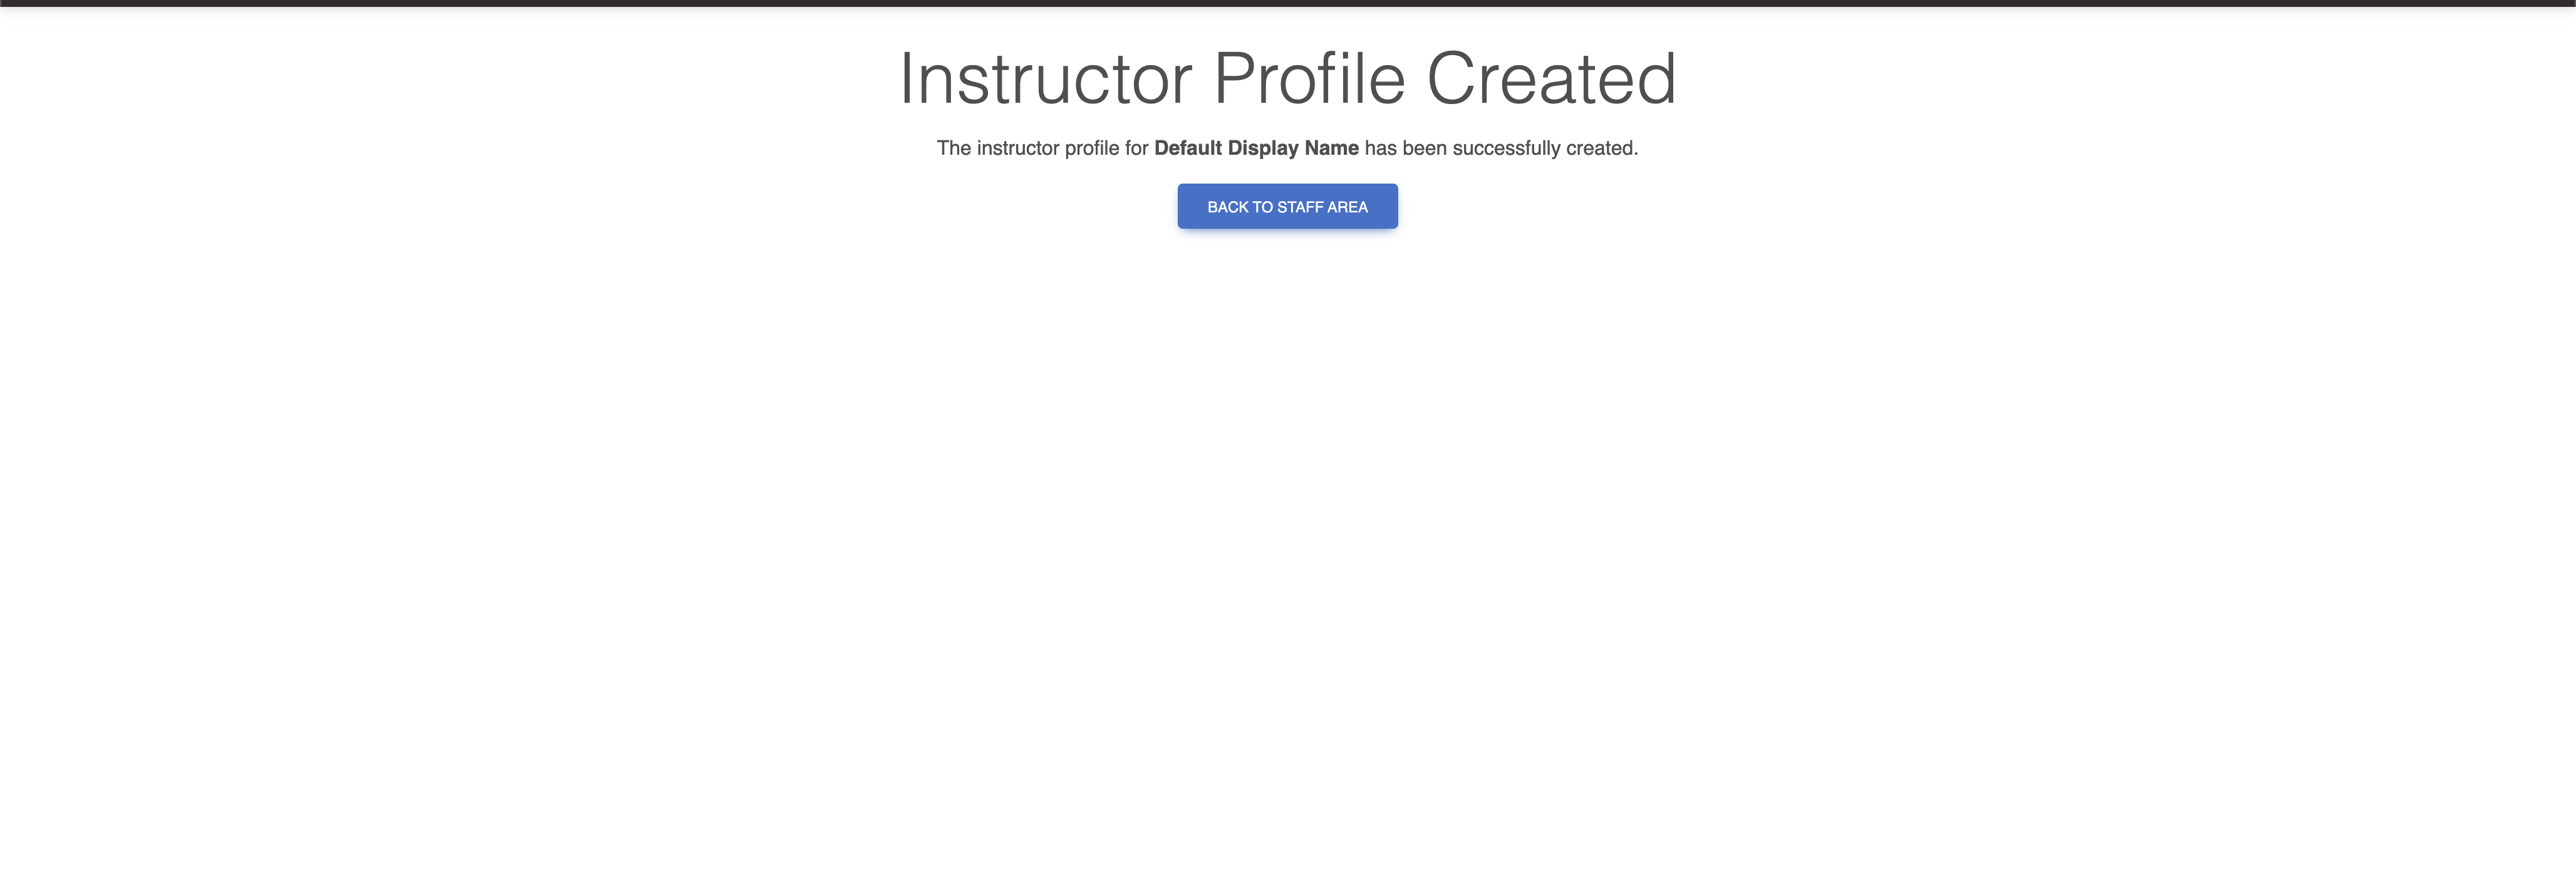 Instructor Profile Created
The instructor profile for Default Display Name has been successfully created.
BACK TO STAFF AREA